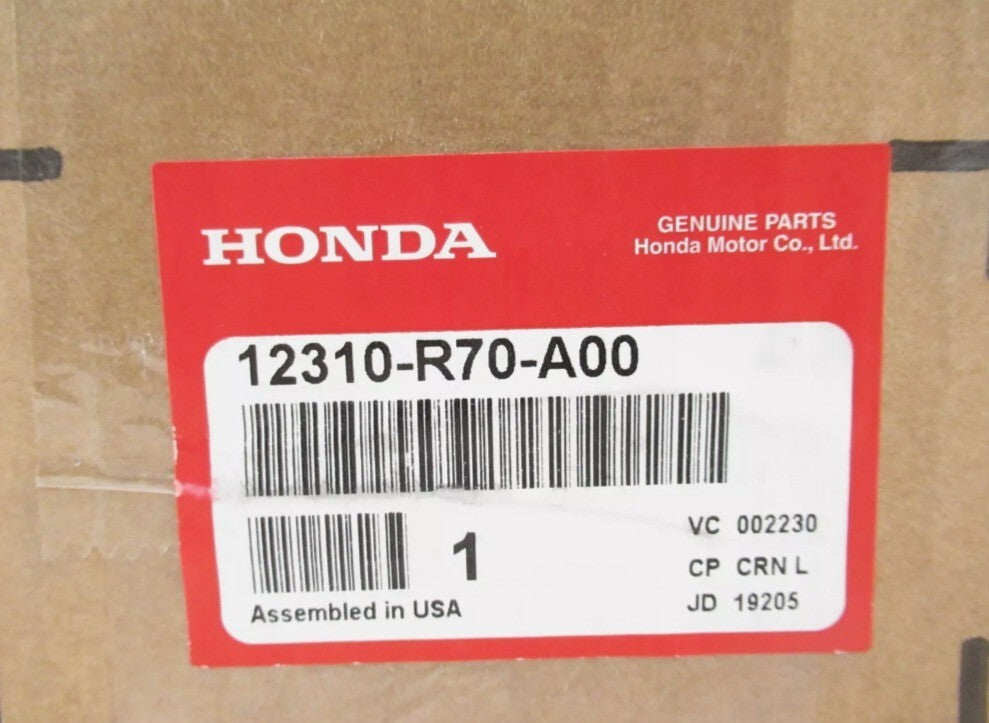 HONDA
GENUINE PARTS
Honda Motor Co., Ltd.
12310-R70-A00
1
VC 002230
CP CRN L
JD 19205
Assembled in USA